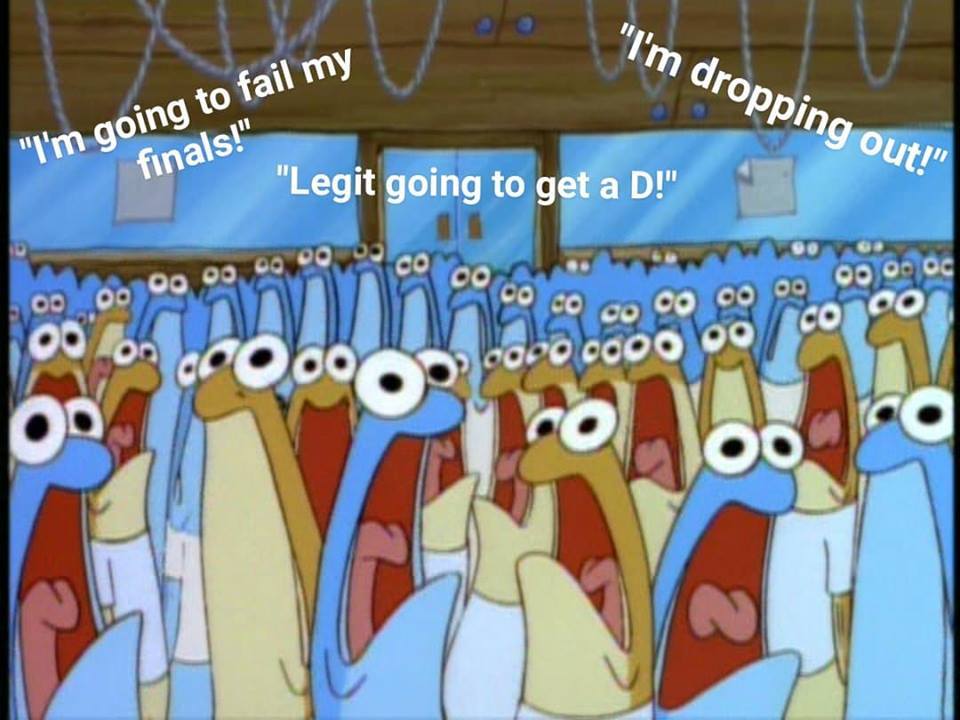 "I'm going to fail my
finals!"
"I'm dropping out!"
"Legit going to get a D!"